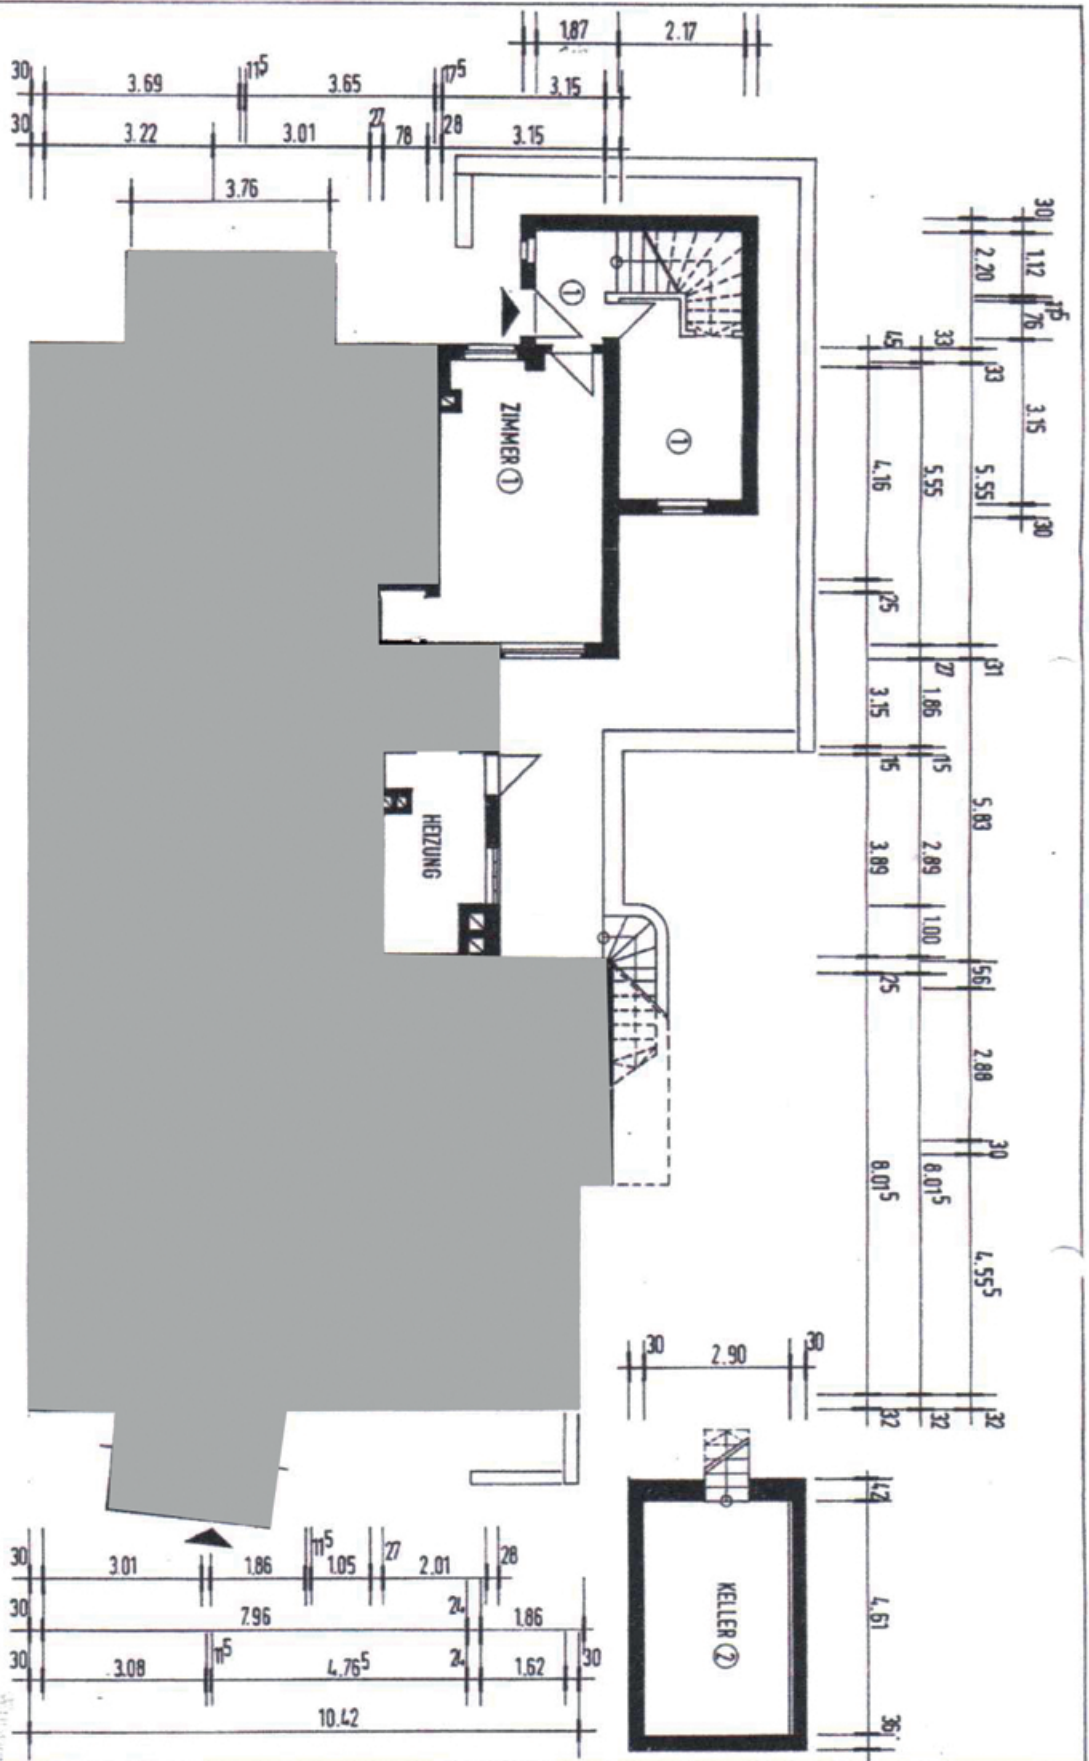 1.87 2.17
30 3.69 11⁵ 3.65 17⁵ 3.15
30 3.22 3.01 27 78 28 3.15
3.76
30 1.12 11⁵ 76 3.15 30
2.20 33 5.55 31 5.83 56 2.88 30 4.55⁵ 32
33 5.55 27 1.86 15 2.89 1.00 8.01⁵ 32
45 4.16 25 3.15 15 3.89 25 8.01⁵ 32
①
①
ZIMMER ①
HEIZUNG
30 2.90 30
42 4.61 36
KELLER ②
30 3.01 1.86 11⁵ 1.05 27 2.01 28
30 7.96 24 1.86
30 3.08 11⁵ 4.76⁵ 24 1.62 30
10.42